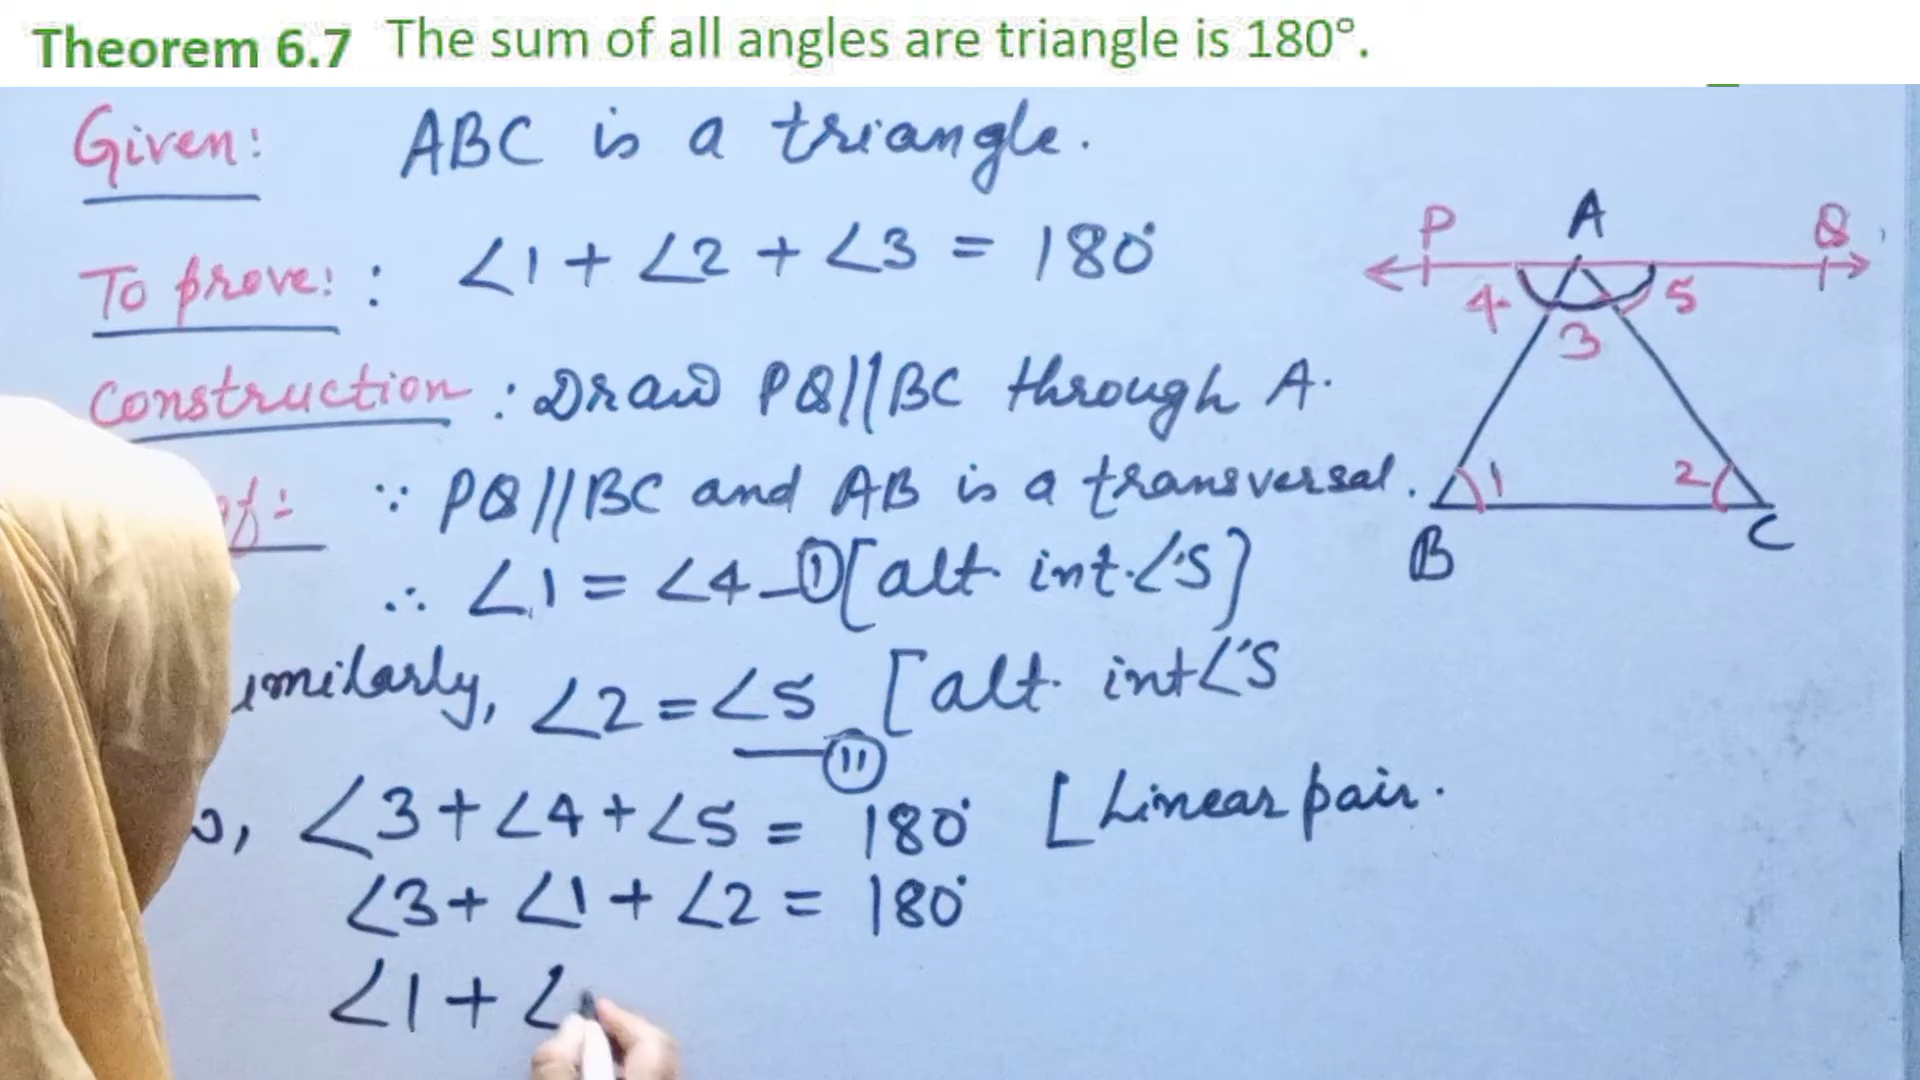 Theorem 6.7 The sum of all angles are triangle is 180°.
Given: ABC is a triangle.
To prove: : ∠1 + ∠2 + ∠3 = 180°
Construction : Draw PQ||BC through A.
of:- ∵ PQ||BC and AB is a transversal.
∴ ∠1 = ∠4 — ① [alt. int. ∠'s]
imilarly, ∠2 = ∠5 [alt. int ∠'s
— ⑪
o, ∠3 + ∠4 + ∠5 = 180° [Linear pair.
∠3 + ∠1 + ∠2 = 180°
∠1 + ∠
P A Q
4 5
3
1 2
B C